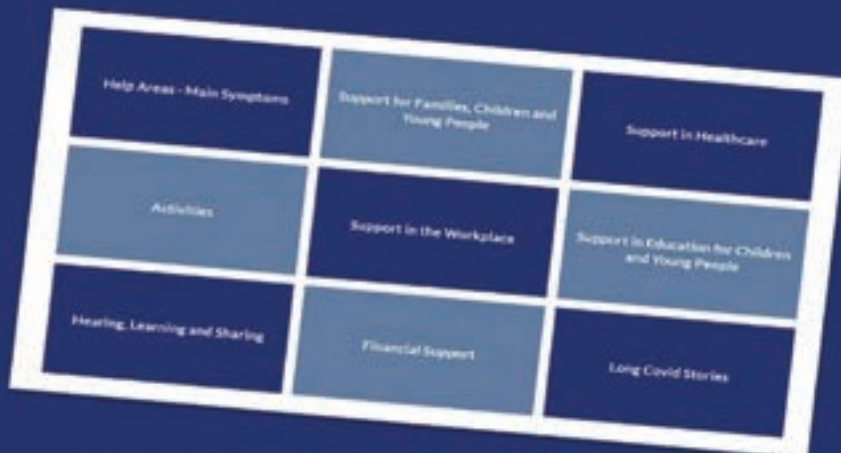 Help Areas - Main Symptoms
Support for Families, Children and
Young People
Support in Healthcare
Activities
Support in the Workplace
Support in Education for Children
and Young People
Hearing, Learning and Sharing
Financial Support
Long Covid Stories